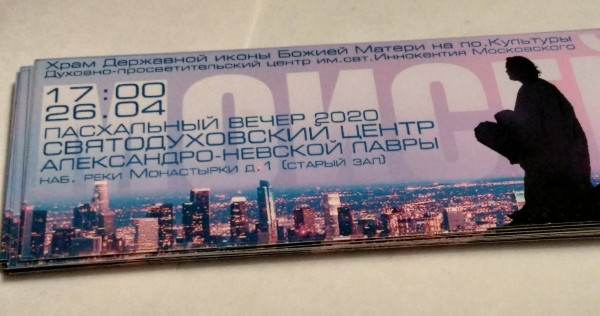 Храм Державной иконы Божией Матери на пр.Культуры
Духовно-просветительский центр им.свт.Иннокентия Московского
17:00
26.04
ПАСХАЛЬНЫЙ ВЕЧЕР 2020
СВЯТОДУХОВСКИЙ ЦЕНТР
АЛЕКСАНДРО-НЕВСКОЙ ЛАВРЫ
НАБ. РЕКИ МОНАСТЫРКИ Д.1 (СТАРЫЙ ЗАЛ)